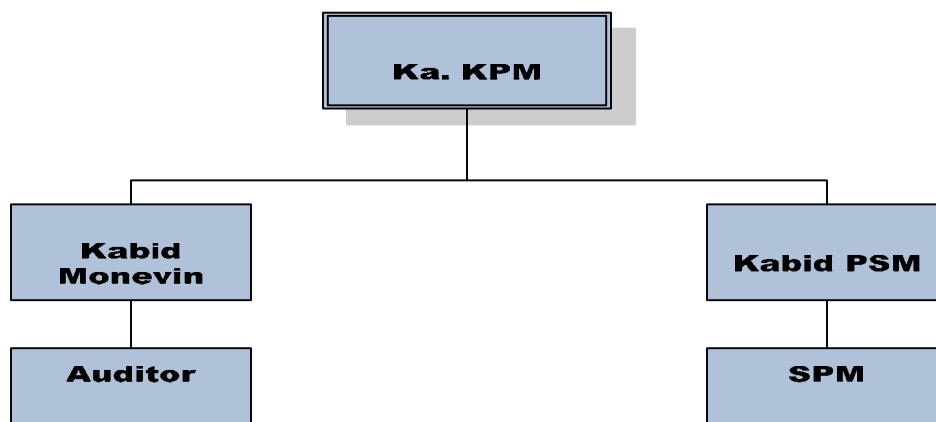 Ka. KPM
Kabid
Monevin
Kabid PSM
Auditor
SPM